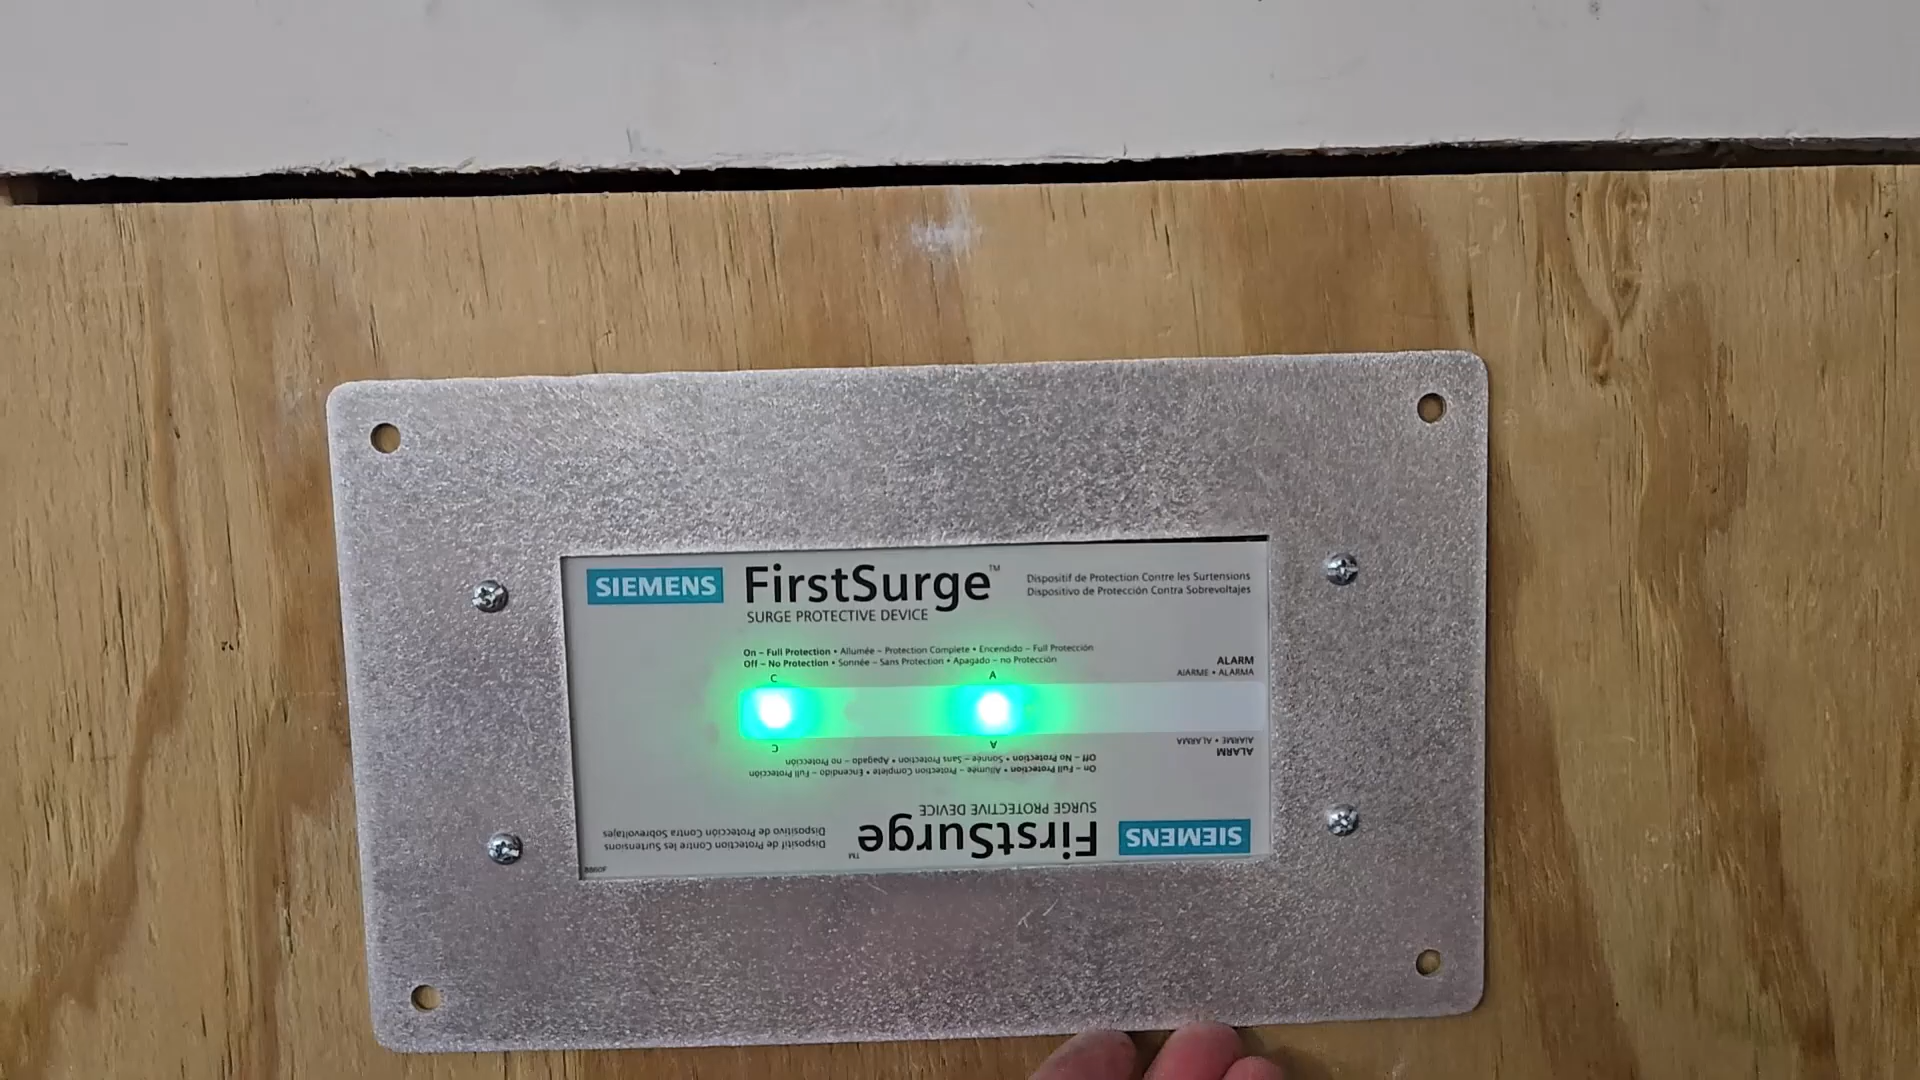 SIEMENS FirstSurge™
SURGE PROTECTIVE DEVICE
Dispositif de Protection Contre les Surtensions
Dispositivo de Protección Contra Sobrevoltajes
On – Full Protection • Allumée – Protection Complete • Encendido – Full Protección
Off – No Protection • Sonnée – Sans Protection • Apagado – no Protección
C A
ALARM
AlARME • ALARMA
C A
AlARME • ALARMA
ALARM
Off – No Protection • Sonnée – Sans Protection • Apagado – no Protección
On – Full Protection • Allumée – Protection Complete • Encendido – Full Protección
SIEMENS FirstSurge™
SURGE PROTECTIVE DEVICE
Dispositif de Protection Contre les Surtensions
Dispositivo de Protección Contra Sobrevoltajes